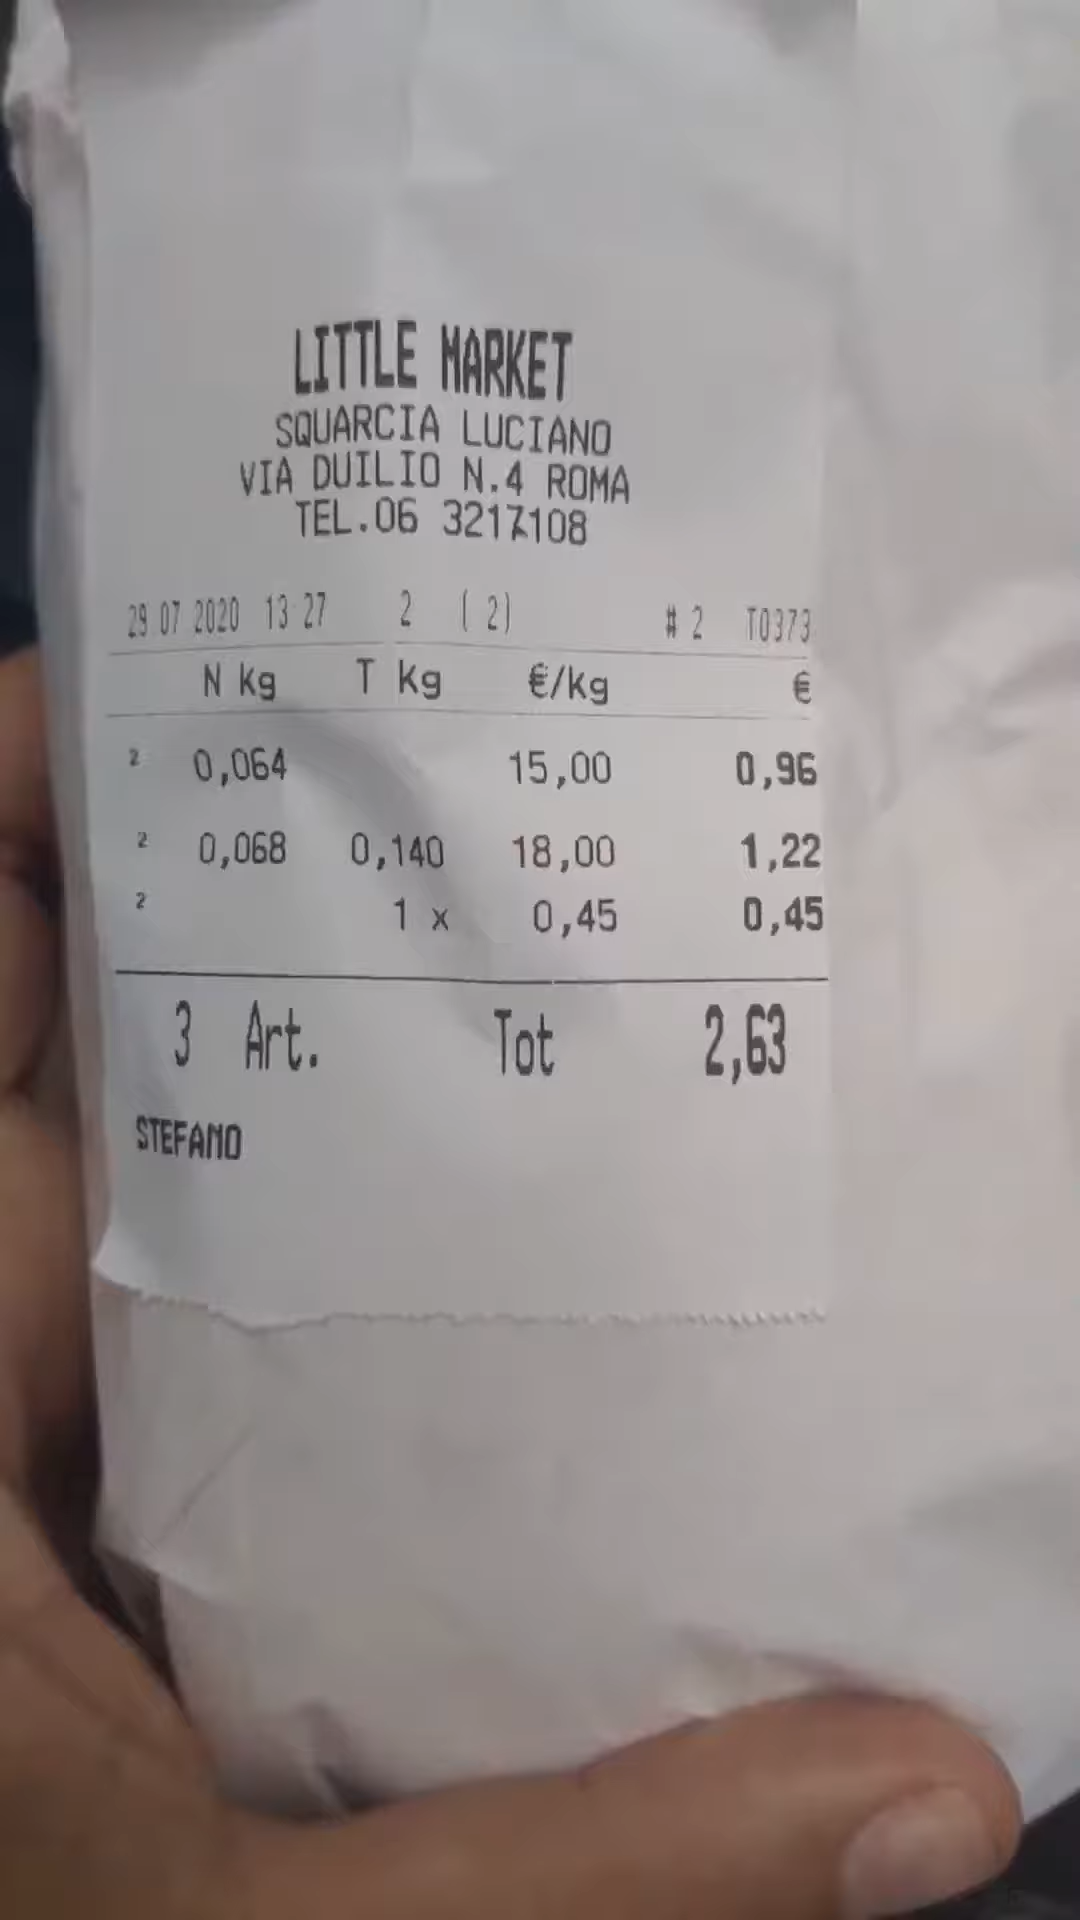 LITTLE MARKET
SQUARCIA LUCIANO
VIA DUILIO N.4 ROMA
TEL.06 3217108
29 07 2020 13 27 2 ( 2) # 2 T0373
N kg T kg €/kg €
2 0,064 15,00 0,96
2 0,068 0,140 18,00 1,22
2 1 x 0,45 0,45
3 Art. Tot 2,63
STEFANO